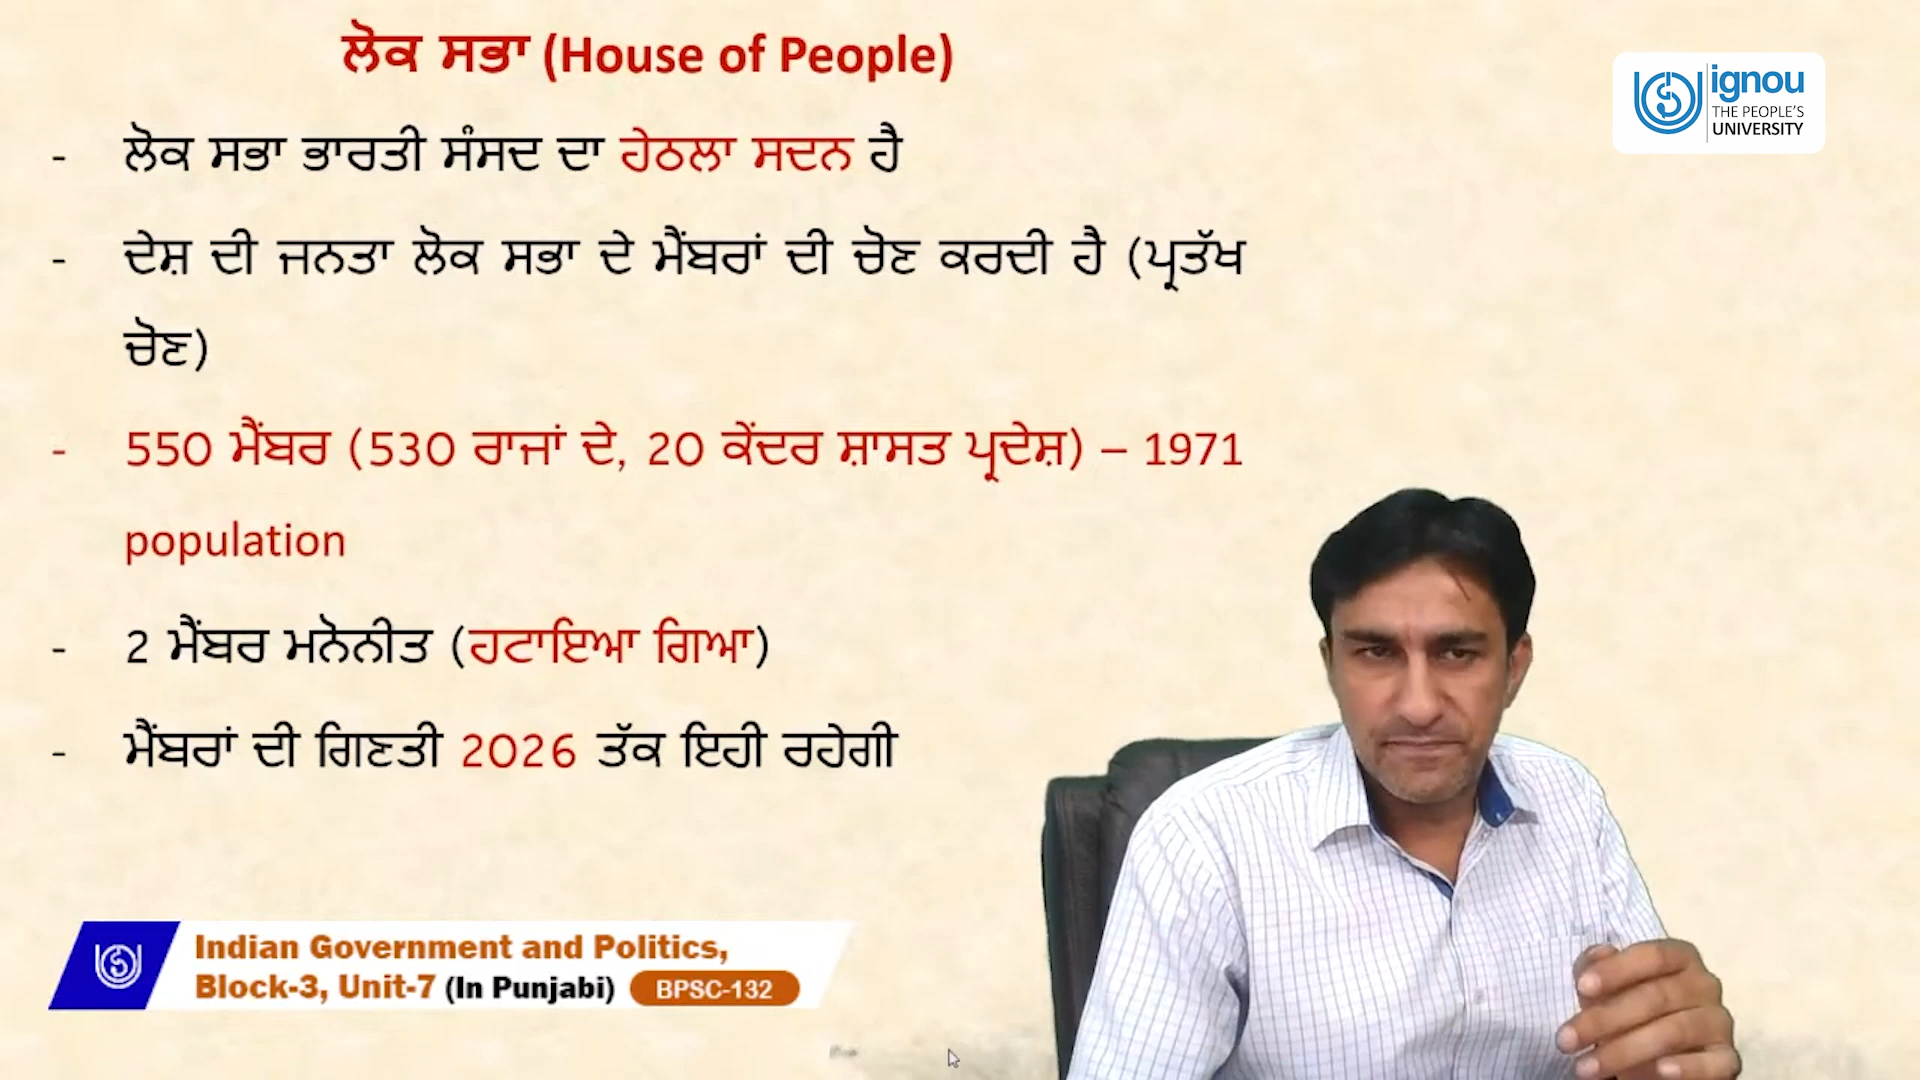 ਲੋਕ ਸਭਾ (House of People)
ignou
THE PEOPLE'S
UNIVERSITY
- ਲੋਕ ਸਭਾ ਭਾਰਤੀ ਸੰਸਦ ਦਾ ਹੇਠਲਾ ਸਦਨ ਹੈ
- ਦੇਸ਼ ਦੀ ਜਨਤਾ ਲੋਕ ਸਭਾ ਦੇ ਮੈਂਬਰਾਂ ਦੀ ਚੋਣ ਕਰਦੀ ਹੈ (ਪ੍ਰਤੱਖ
ਚੋਣ)
- 550 ਮੈਂਬਰ (530 ਰਾਜਾਂ ਦੇ, 20 ਕੇਂਦਰ ਸ਼ਾਸਤ ਪ੍ਰਦੇਸ਼) – 1971
population
- 2 ਮੈਂਬਰ ਮਨੋਨੀਤ (ਹਟਾਇਆ ਗਿਆ)
- ਮੈਂਬਰਾਂ ਦੀ ਗਿਣਤੀ 2026 ਤੱਕ ਇਹੀ ਰਹੇਗੀ
Indian Government and Politics,
Block-3, Unit-7 (In Punjabi) BPSC-132